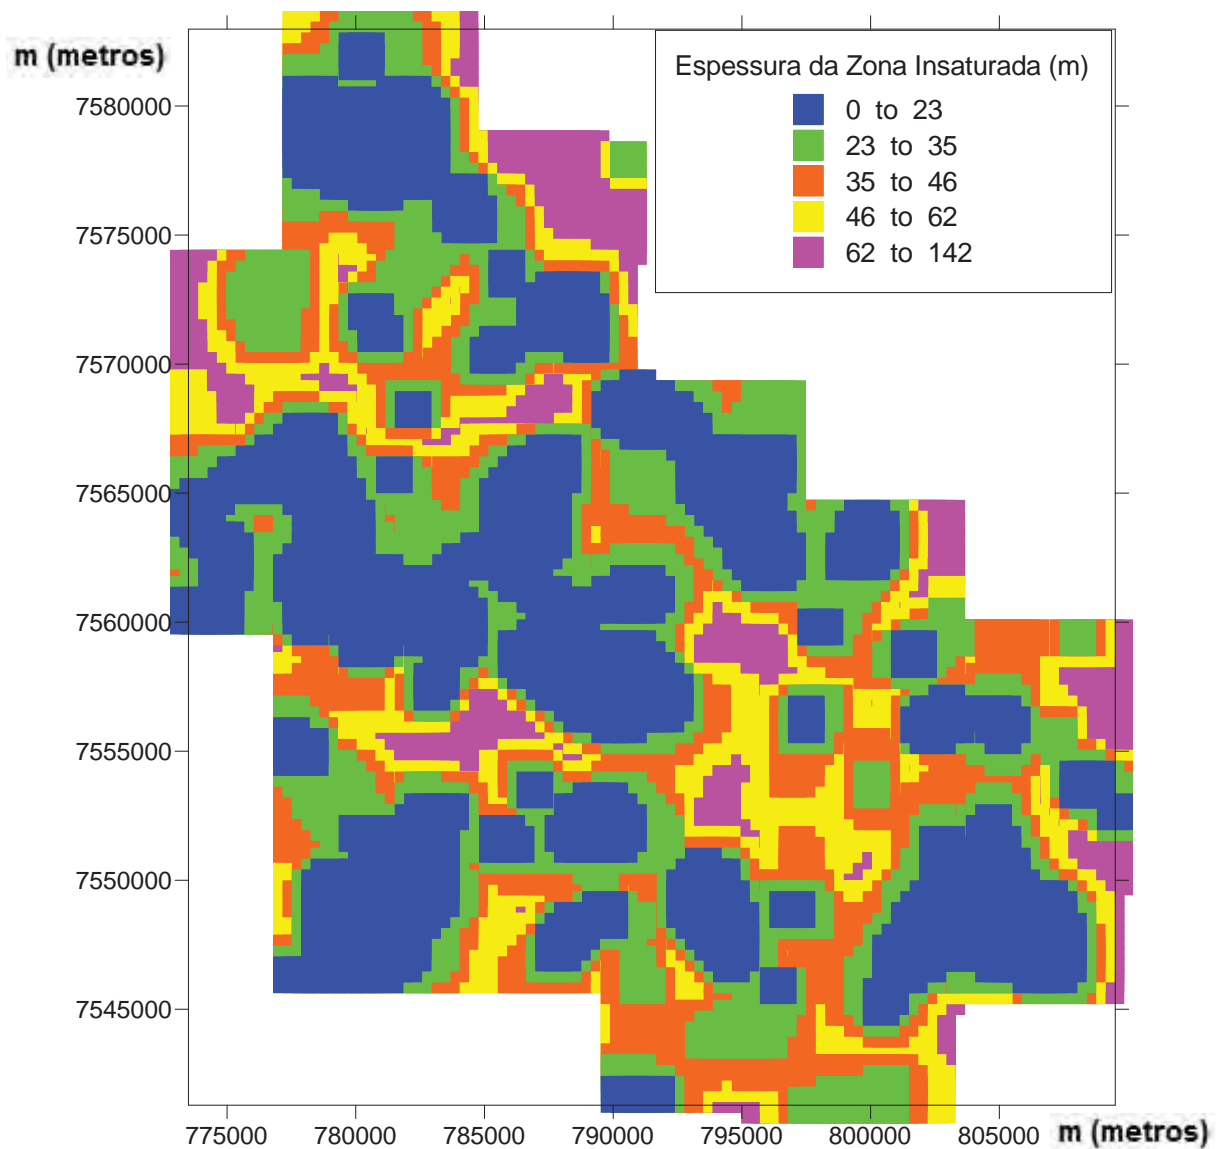 m (metros)
Espessura da Zona Insaturada (m)
0 to 23
23 to 35
35 to 46
46 to 62
62 to 142
7580000
7575000
7570000
7565000
7560000
7555000
7550000
7545000
775000 780000 785000 790000 795000 800000 805000 m (metros)